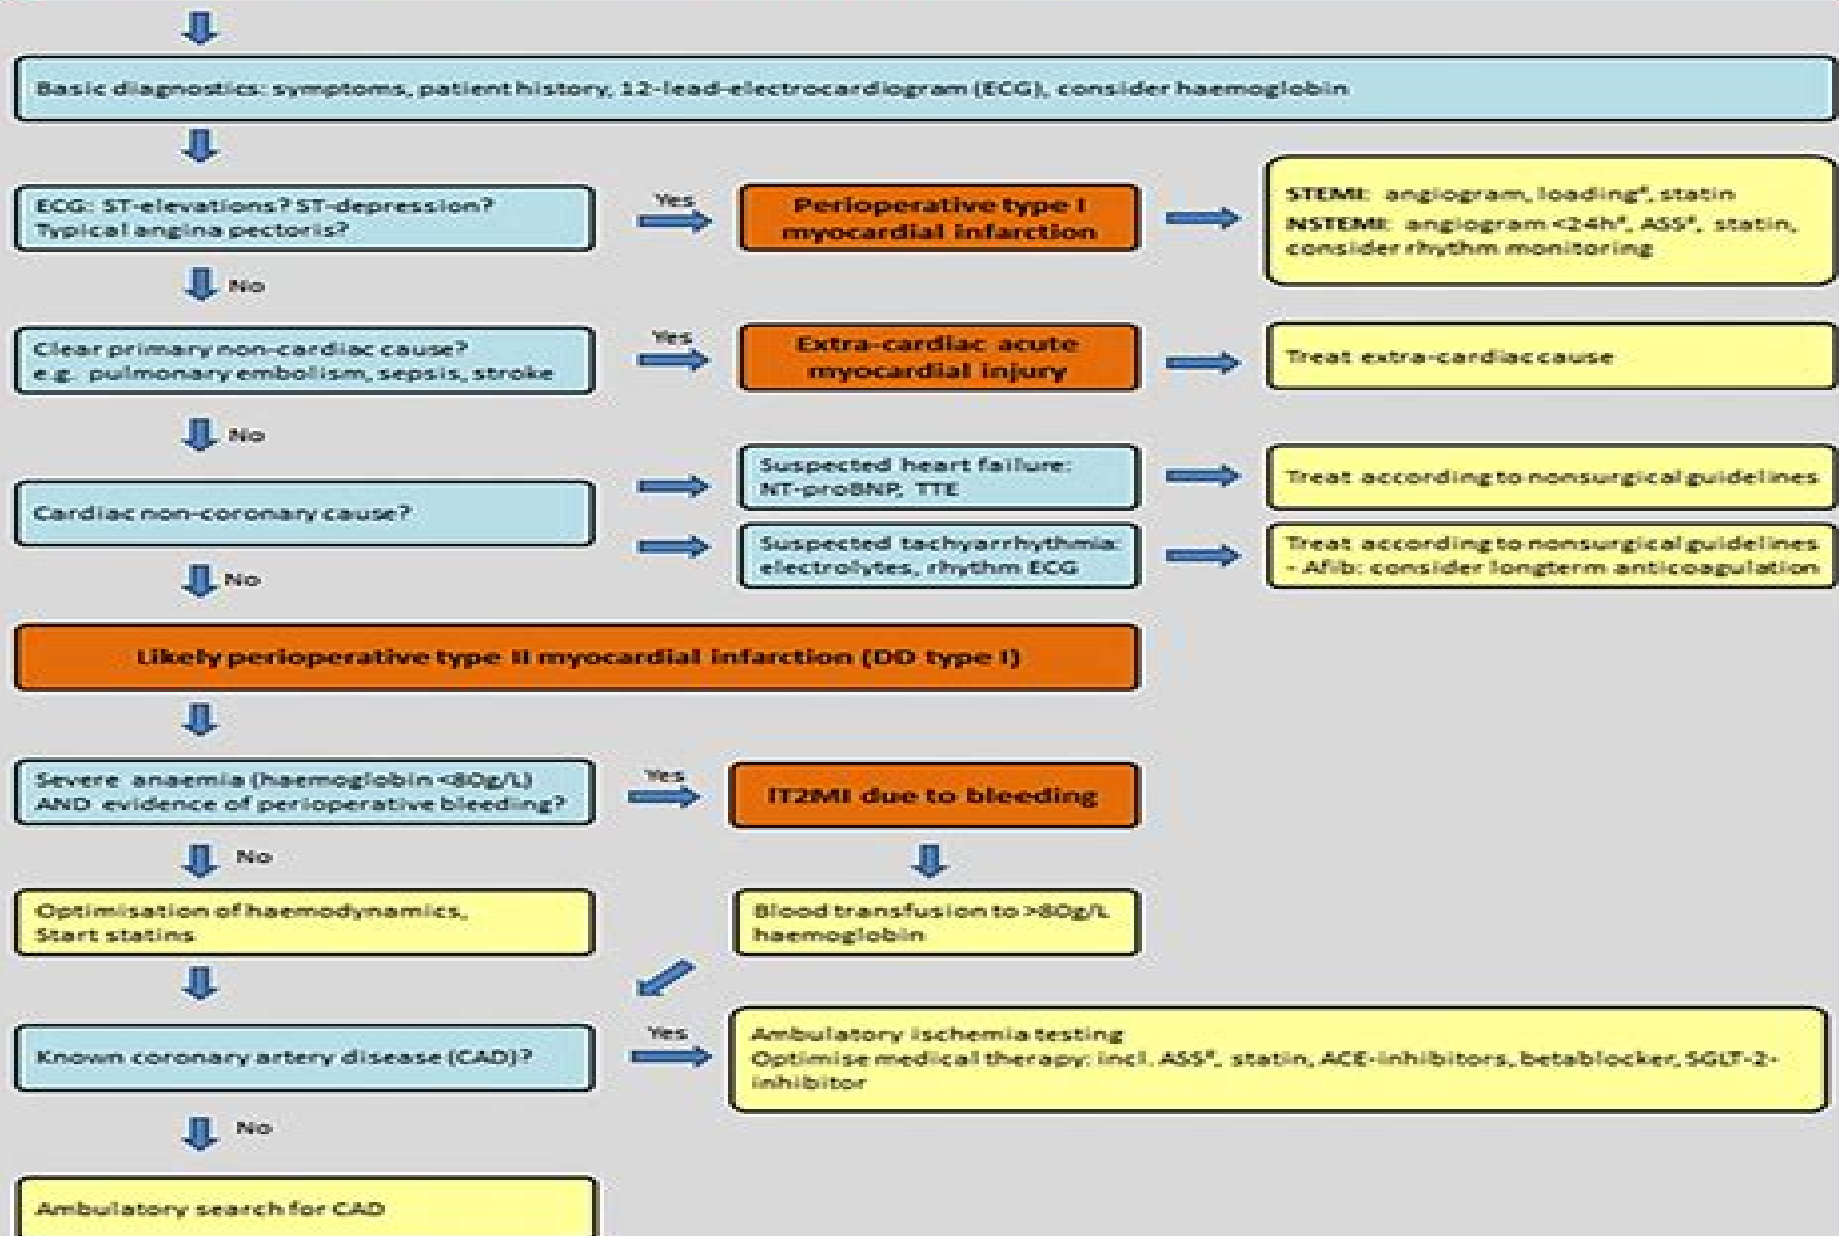 Basic diagnostics: symptoms, patient history, 12-lead-electrocardiogram (ECG), consider haemoglobin
ECG: ST-elevations? ST-depression?
Typical angina pectoris?
Yes
Perioperative type I
myocardial infarction
STEMI: angiogram, loading#, statin
NSTEMI: angiogram <24h#, ASS#, statin,
consider rhythm monitoring
No
Clear primary non-cardiac cause?
e.g. pulmonary embolism, sepsis, stroke
Yes
Extra-cardiac acute
myocardial injury
Treat extra-cardiac cause
No
Cardiac non-coronary cause?
Suspected heart failure:
NT-proBNP, TTE
Treat according to nonsurgical guidelines
Suspected tachyarrhythmia:
electrolytes, rhythm ECG
Treat according to nonsurgical guidelines
- Afib: consider longterm anticoagulation
No
Likely perioperative type II myocardial infarction (DD type I)
Severe anaemia (haemoglobin <80g/L)
AND evidence of perioperative bleeding?
Yes
lT2MI due to bleeding
No
Optimisation of haemodynamics,
Start statins
Blood transfusion to >80g/L
haemoglobin
Known coronary artery disease (CAD)?
Yes
Ambulatory ischemia testing
Optimise medical therapy: incl. ASS#, statin, ACE-inhibitors, betablocker, SGLT-2-
inhibitor
No
Ambulatory search for CAD